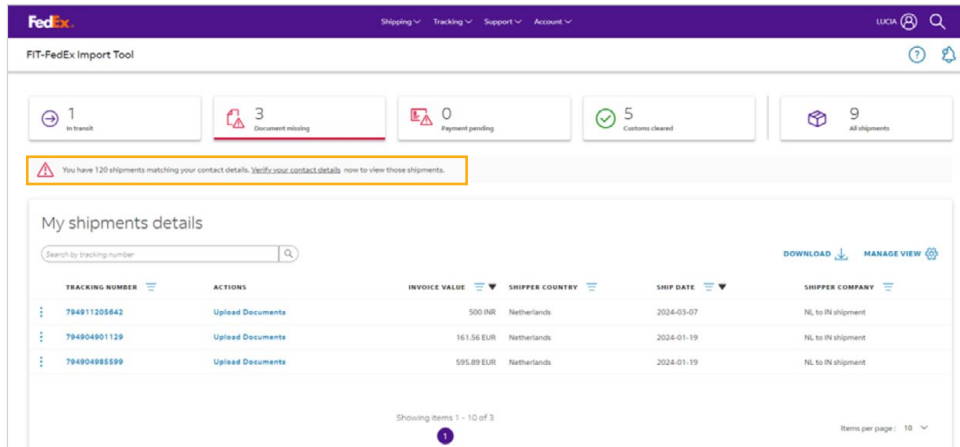 FedEx.
Shipping Tracking Support Account
LUCIA
FIT-FedEx Import Tool
1
In transit
3
Document missing
0
Payment pending
5
Customs cleared
9
All shipments
You have 120 shipments matching your contact details. Verify your contact details now to view those shipments.
My shipments details
Search by tracking number
DOWNLOAD MANAGE VIEW
TRACKING NUMBER ACTIONS INVOICE VALUE SHIPPER COUNTRY SHIP DATE SHIPPER COMPANY
794911205642 Upload Documents 500 INR Netherlands 2024-03-07 NL to IN shipment
794904901129 Upload Documents 161.56 EUR Netherlands 2024-01-19 NL to IN shipment
794904985599 Upload Documents 595.89 EUR Netherlands 2024-01-19 NL to IN shipment
Showing items 1 - 10 of 3
1
Items per page: 10